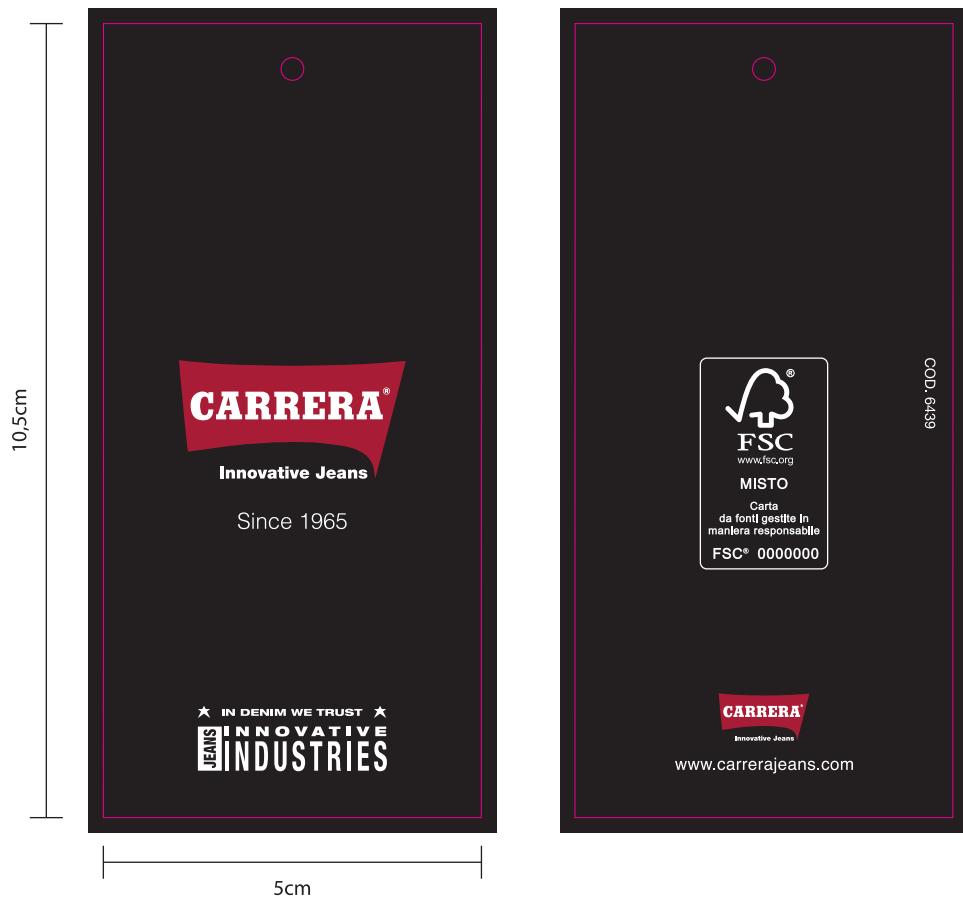 10,5cm
CARRERA®
Innovative Jeans
Since 1965
★ IN DENIM WE TRUST ★
JEANS
INNOVATIVE
INDUSTRIES
5cm
®
FSC
www.fsc.org
MISTO
Carta
da fonti gestite in
maniera responsabile
FSC® 0000000
COD. 6439
CARRERA®
Innovative Jeans
www.carrerajeans.com